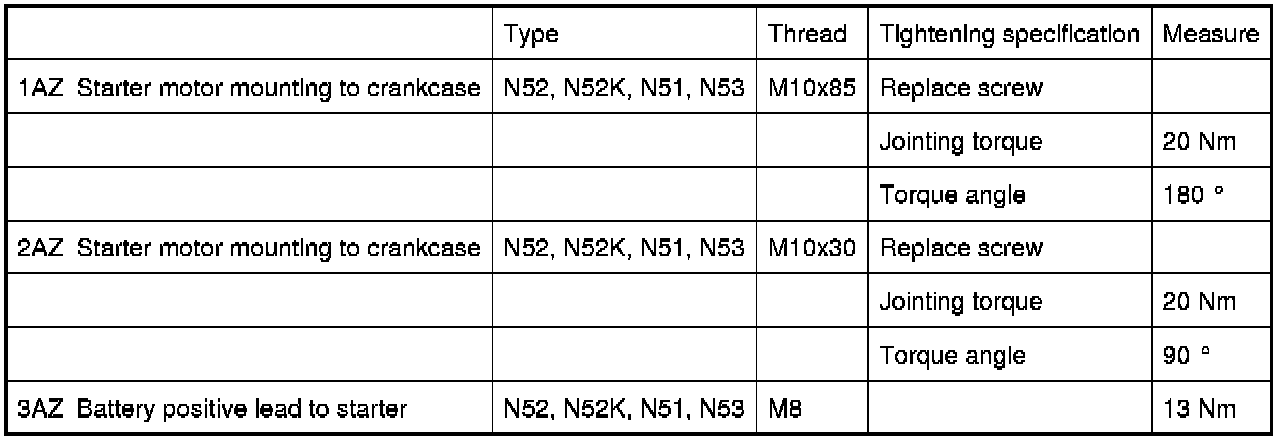 Type Thread Tightening specification Measure
1AZ Starter motor mounting to crankcase N52, N52K, N51, N53 M10x85 Replace screw
Jointing torque 20 Nm
Torque angle 180 °
2AZ Starter motor mounting to crankcase N52, N52K, N51, N53 M10x30 Replace screw
Jointing torque 20 Nm
Torque angle 90 °
3AZ Battery positive lead to starter N52, N52K, N51, N53 M8 13 Nm